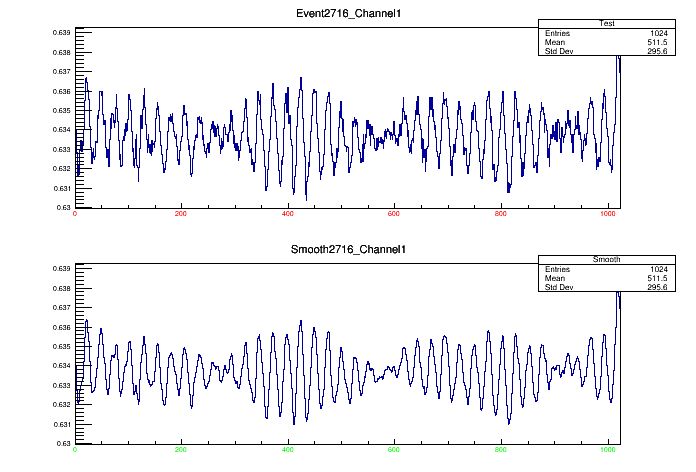 Event2716_Channel1
Test
Entries 1024
Mean 511.5
Std Dev 295.6
0.639
0.638
0.637
0.636
0.635
0.634
0.633
0.632
0.631
0.63
0 200 400 600 800 1000
Smooth2716_Channel1
Smooth
Entries 1024
Mean 511.5
Std Dev 295.6
0.639
0.638
0.637
0.636
0.635
0.634
0.633
0.632
0.631
0.63
0 200 400 600 800 1000